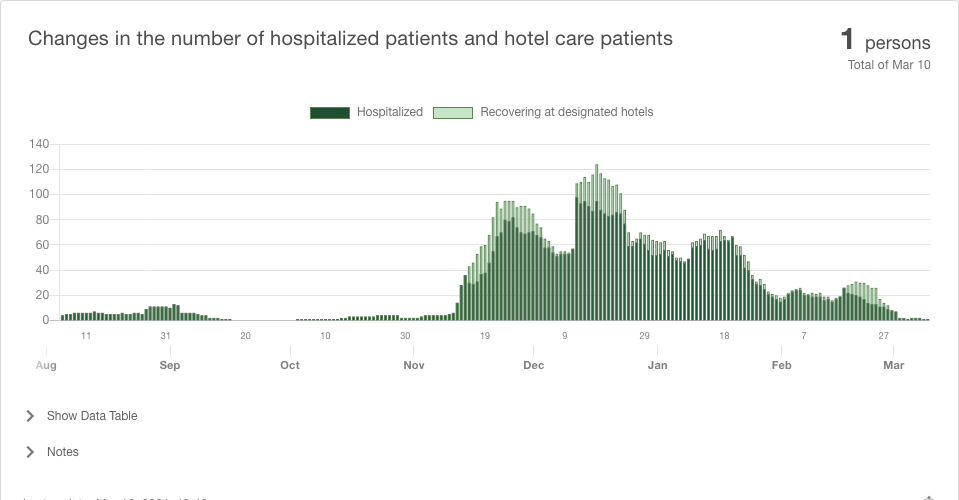 Changes in the number of hospitalized patients and hotel care patients
1 persons
Total of Mar 10
Hospitalized Recovering at designated hotels
140
120
100
80
60
40
20
0
11 31 20 10 30 19 9 29 18 7 27
Aug Sep Oct Nov Dec Jan Feb Mar
Show Data Table
Notes